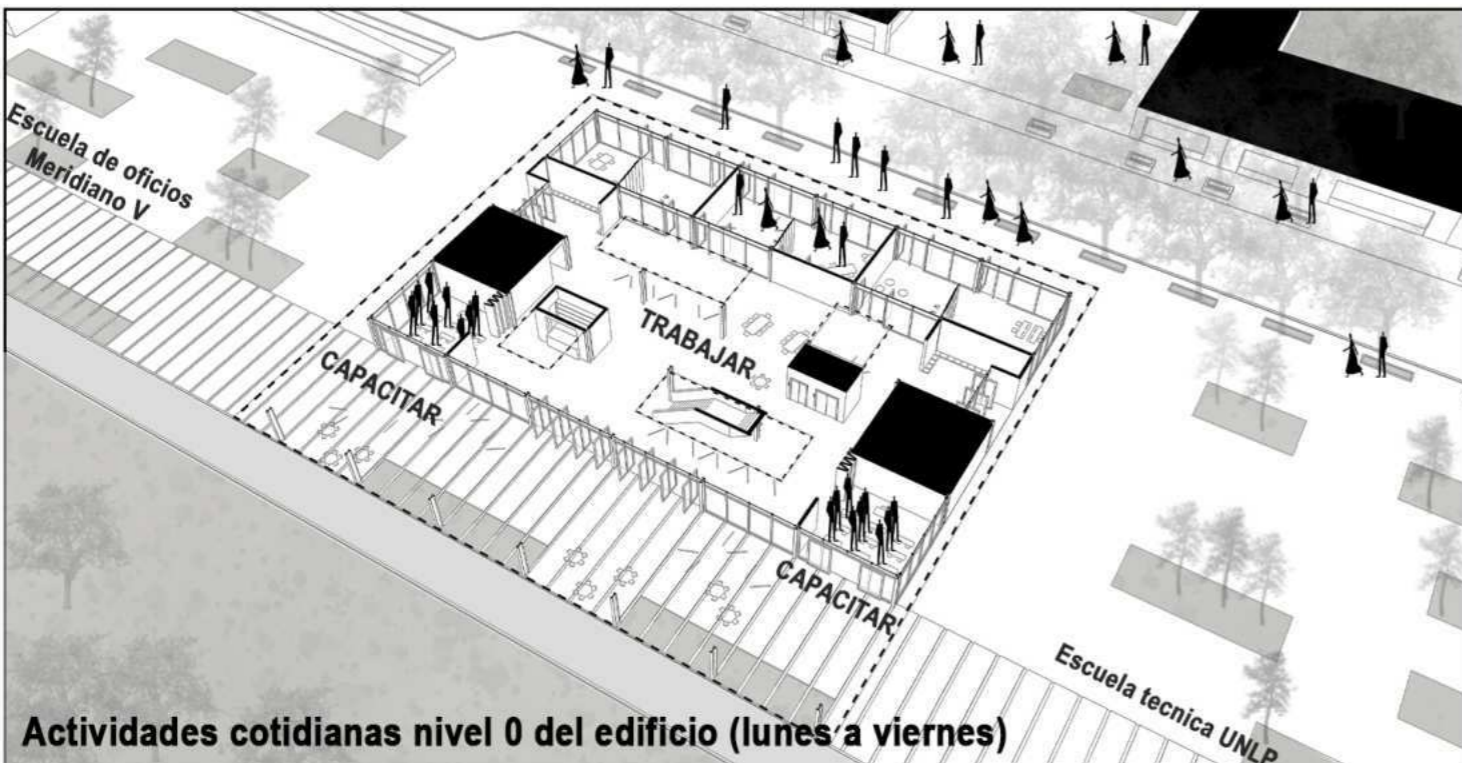 Escuela de oficios
Meridiano V
TRABAJAR
CAPACITAR
CAPACITAR
Escuela tecnica UNLP
Actividades cotidianas nivel 0 del edificio (lunes a viernes)